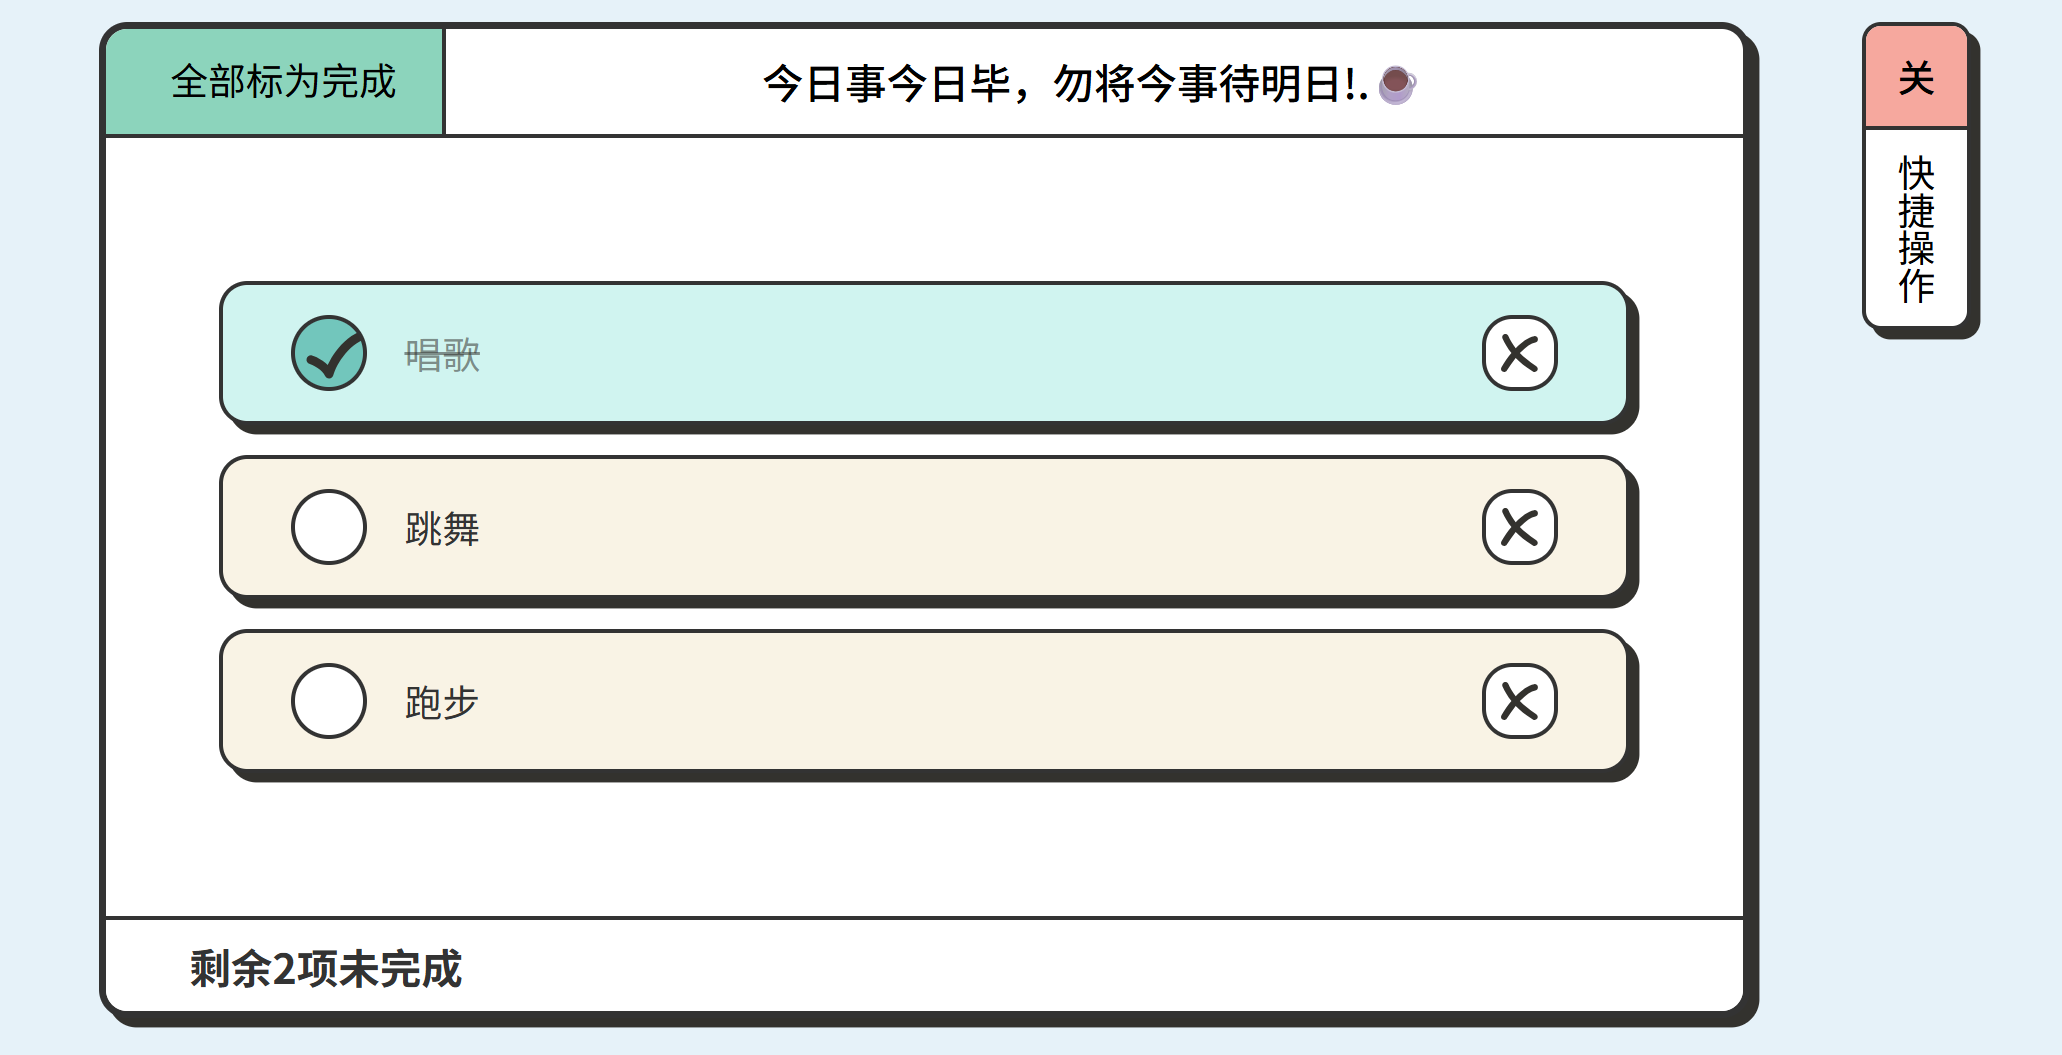 全部标为完成
今日事今日毕，勿将今事待明日!.☕
唱歌
跳舞
跑步
剩余2项未完成
关
快捷操作